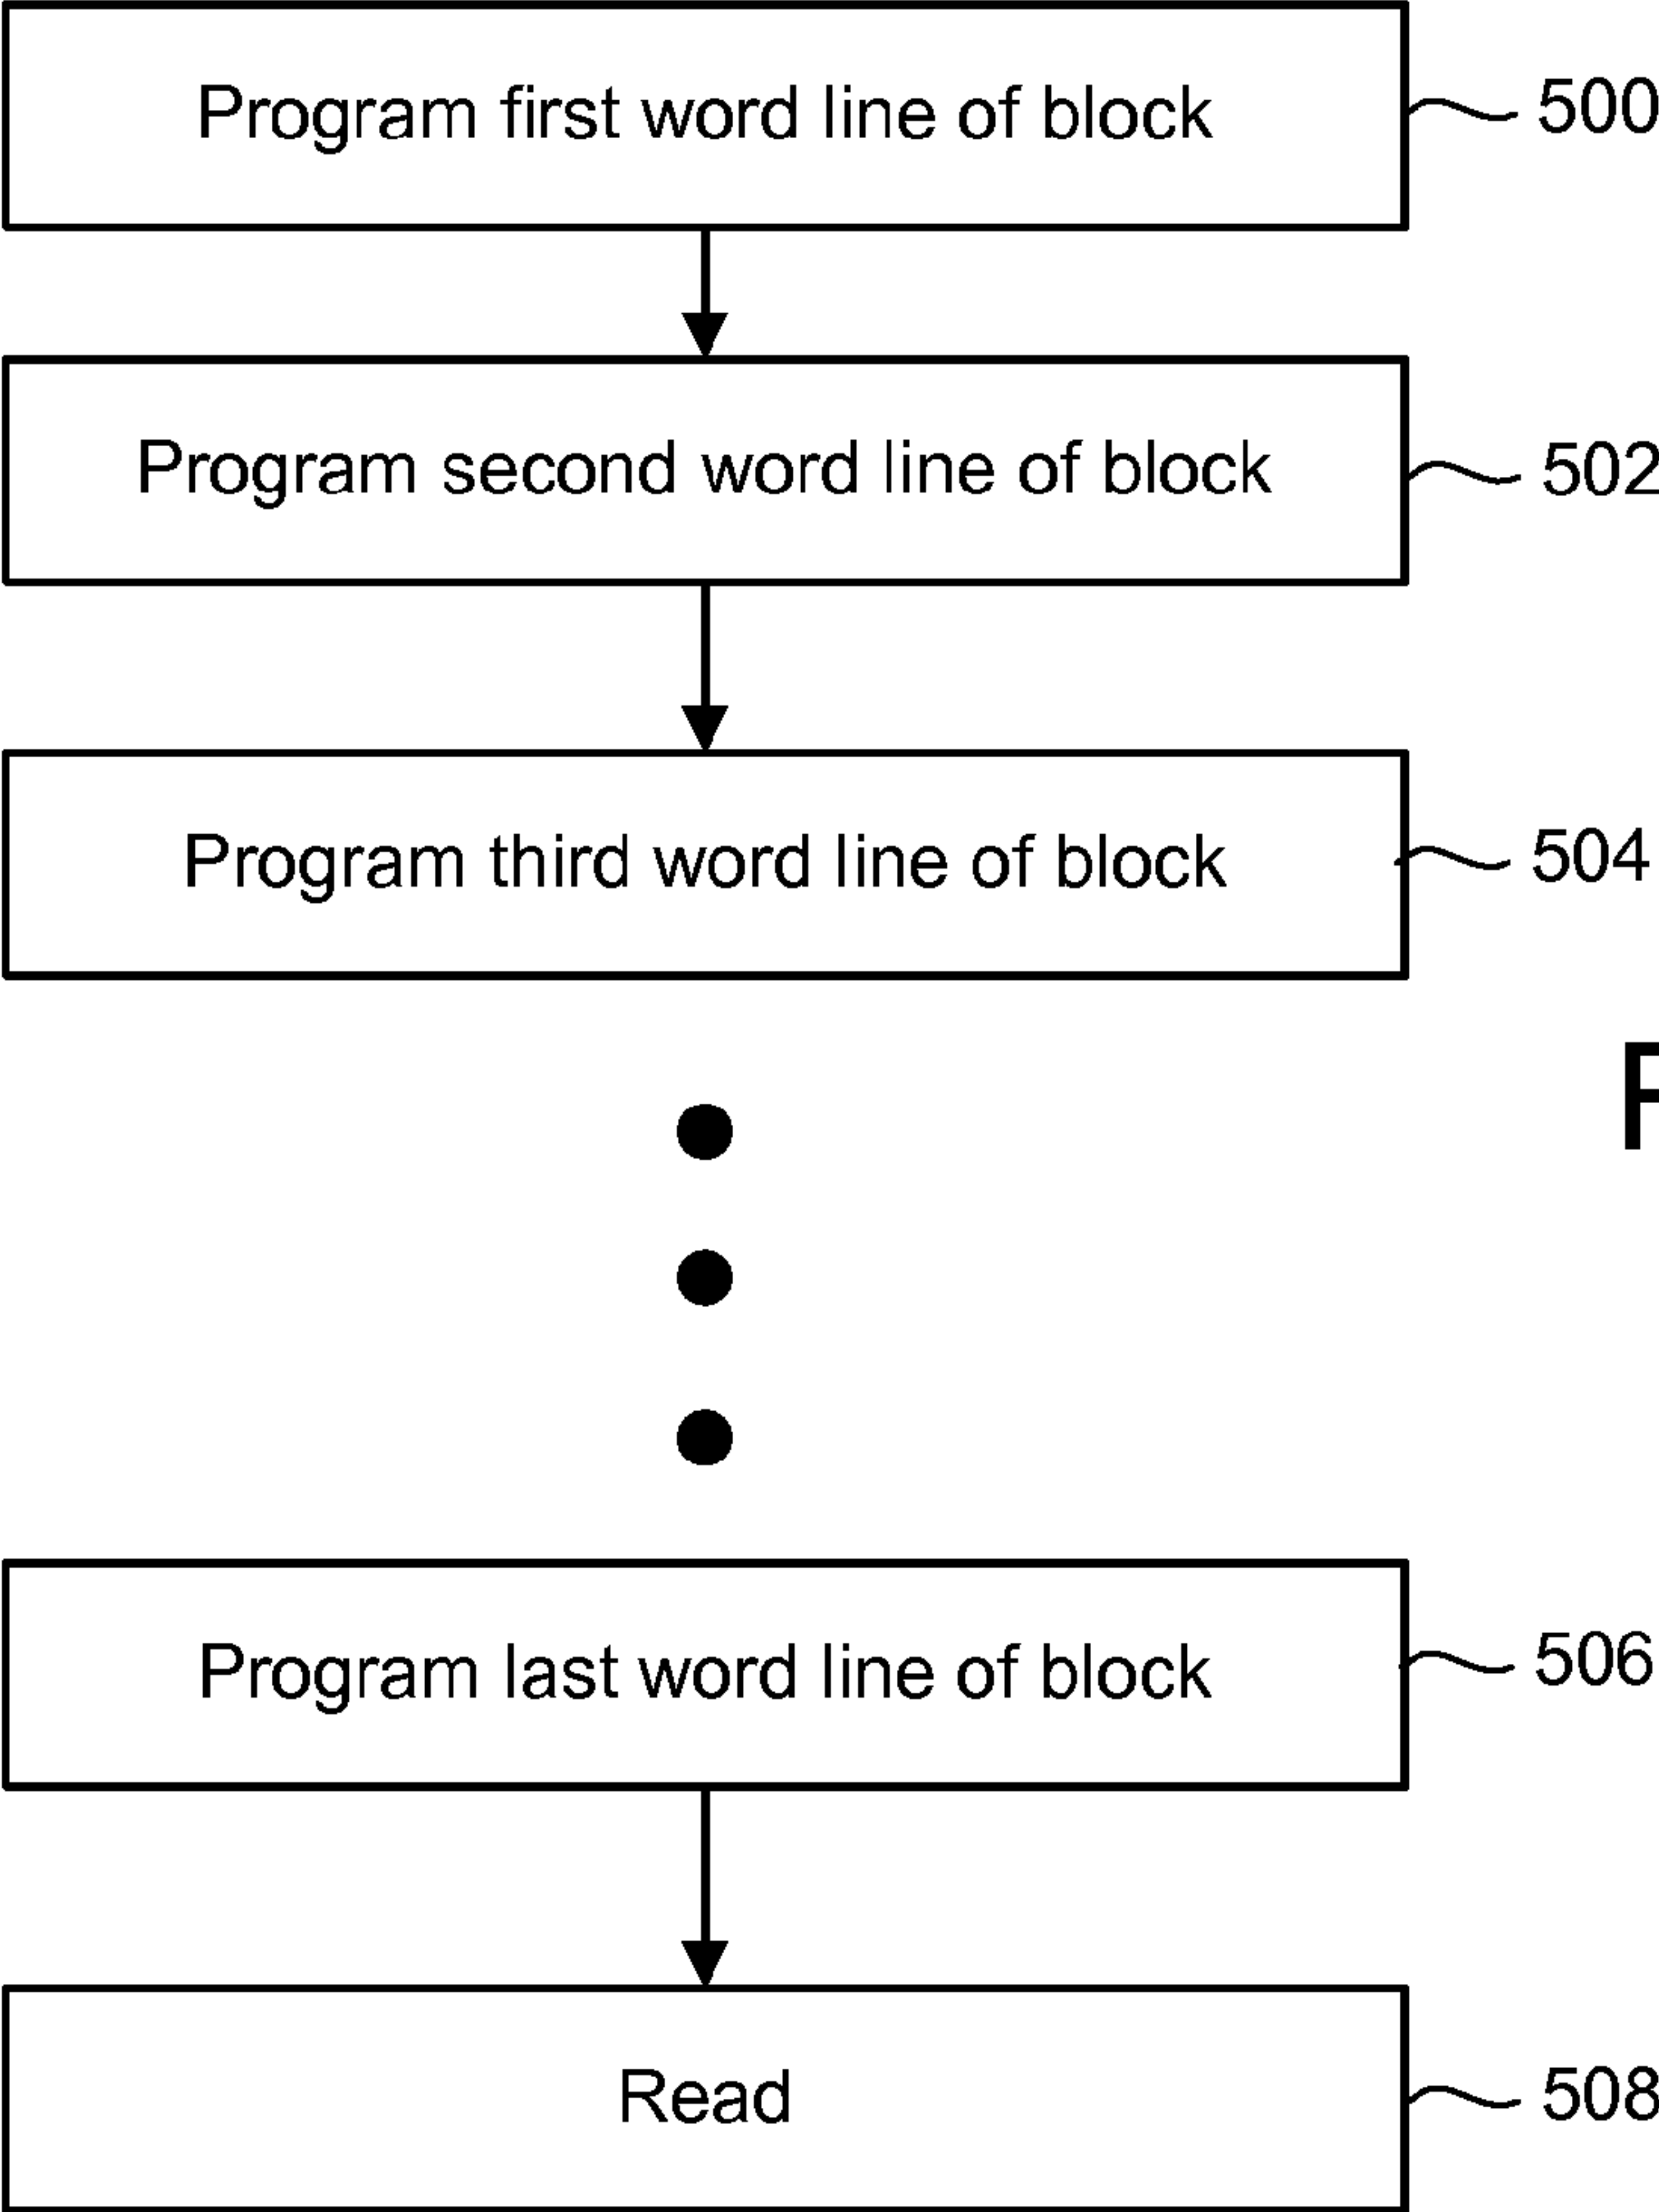 Program first word line of block
500
Program second word line of block
502
Program third word line of block
504
F
Program last word line of block
506
Read
508